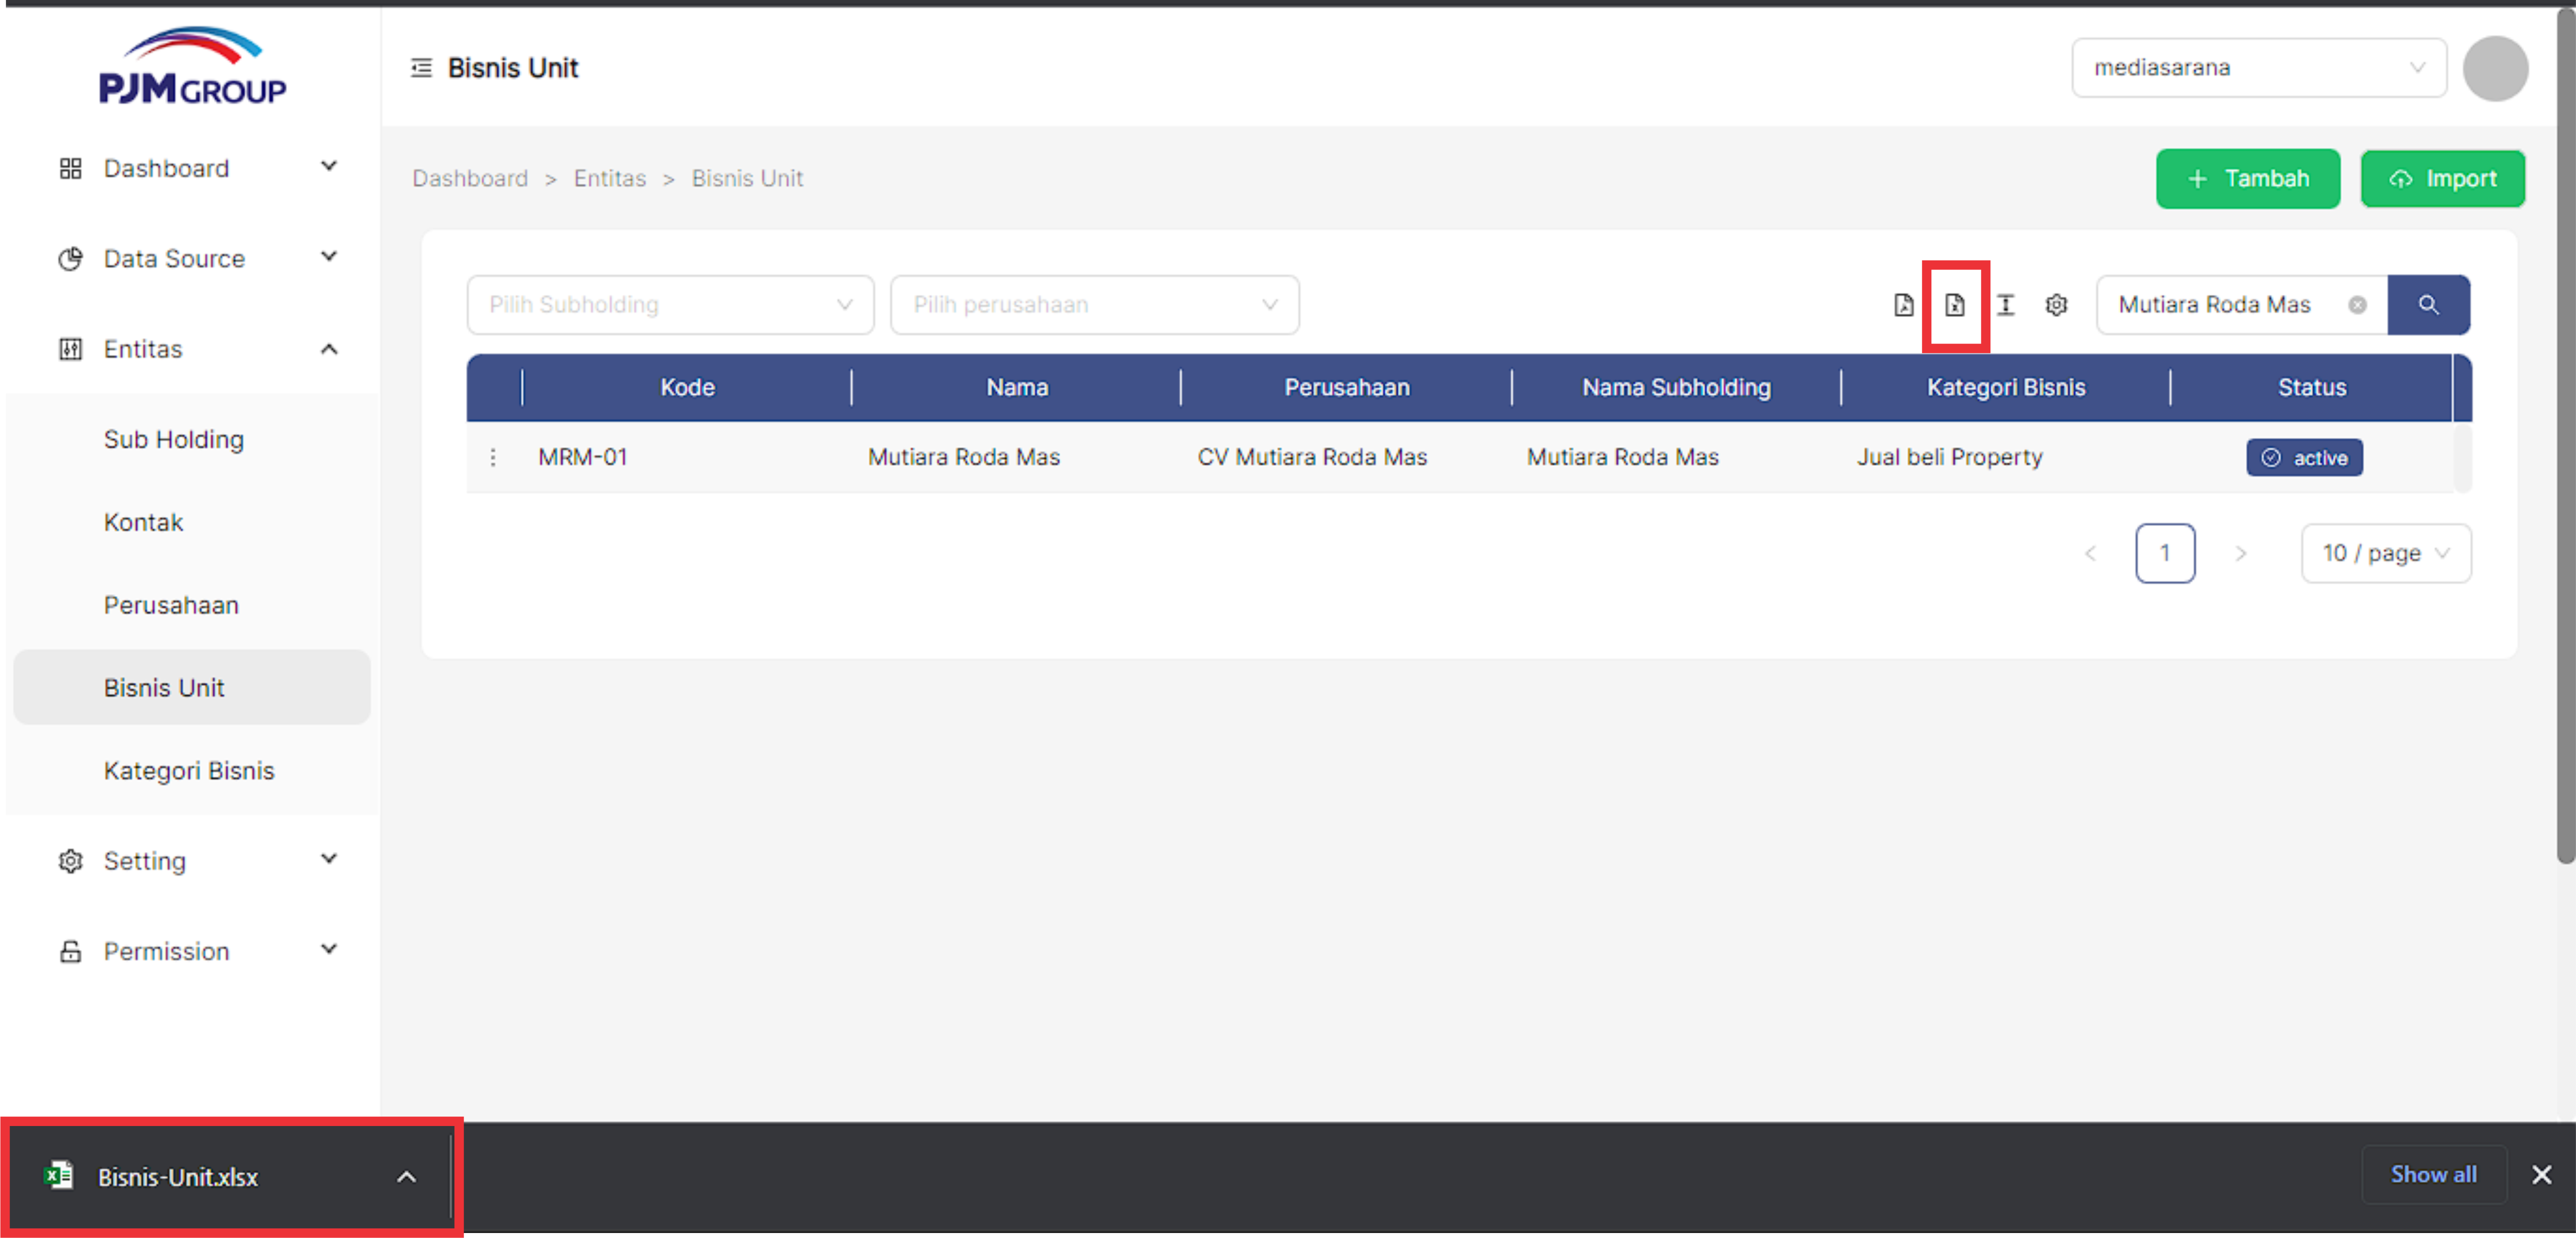 PJM GROUP
Bisnis Unit
mediasarana
Dashboard
Data Source
Entitas
Sub Holding
Kontak
Perusahaan
Bisnis Unit
Kategori Bisnis
Setting
Permission
Dashboard > Entitas > Bisnis Unit
+ Tambah
Import
Pilih Subholding
Pilih perusahaan
Mutiara Roda Mas
Kode Nama Perusahaan Nama Subholding Kategori Bisnis Status
MRM-01 Mutiara Roda Mas CV Mutiara Roda Mas Mutiara Roda Mas Jual beli Property active
< 1 > 10 / page
Bisnis-Unit.xlsx
Show all